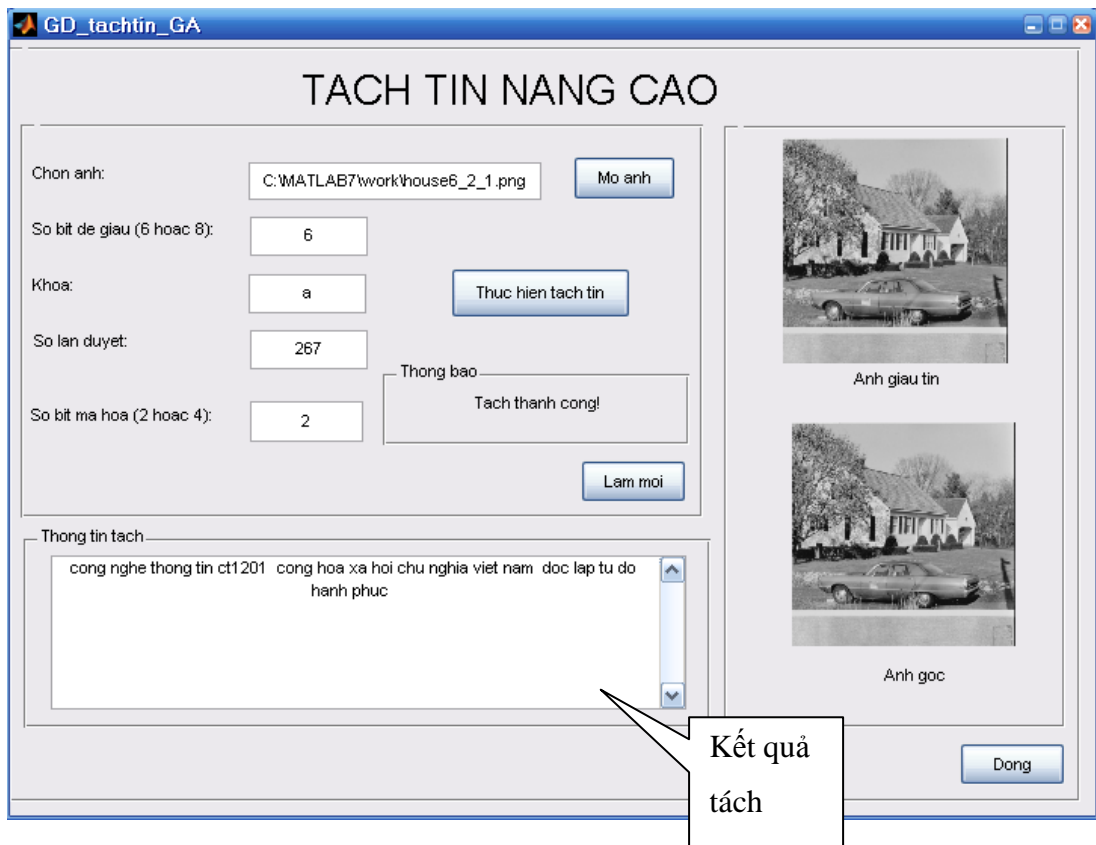 GD_tachtin_GA
TACH TIN NANG CAO
Chon anh:
C:\MATLAB7\work\house6_2_1.png
Mo anh
So bit de giau (6 hoac 8):
6
Khoa:
a
Thuc hien tach tin
So lan duyet:
267
Thong bao
Tach thanh cong!
So bit ma hoa (2 hoac 4):
2
Lam moi
Thong tin tach
cong nghe thong tin ct1201 cong hoa xa hoi chu nghia viet nam doc lap tu do
hanh phuc
Anh giau tin
Anh goc
Kết quả
tách
Dong